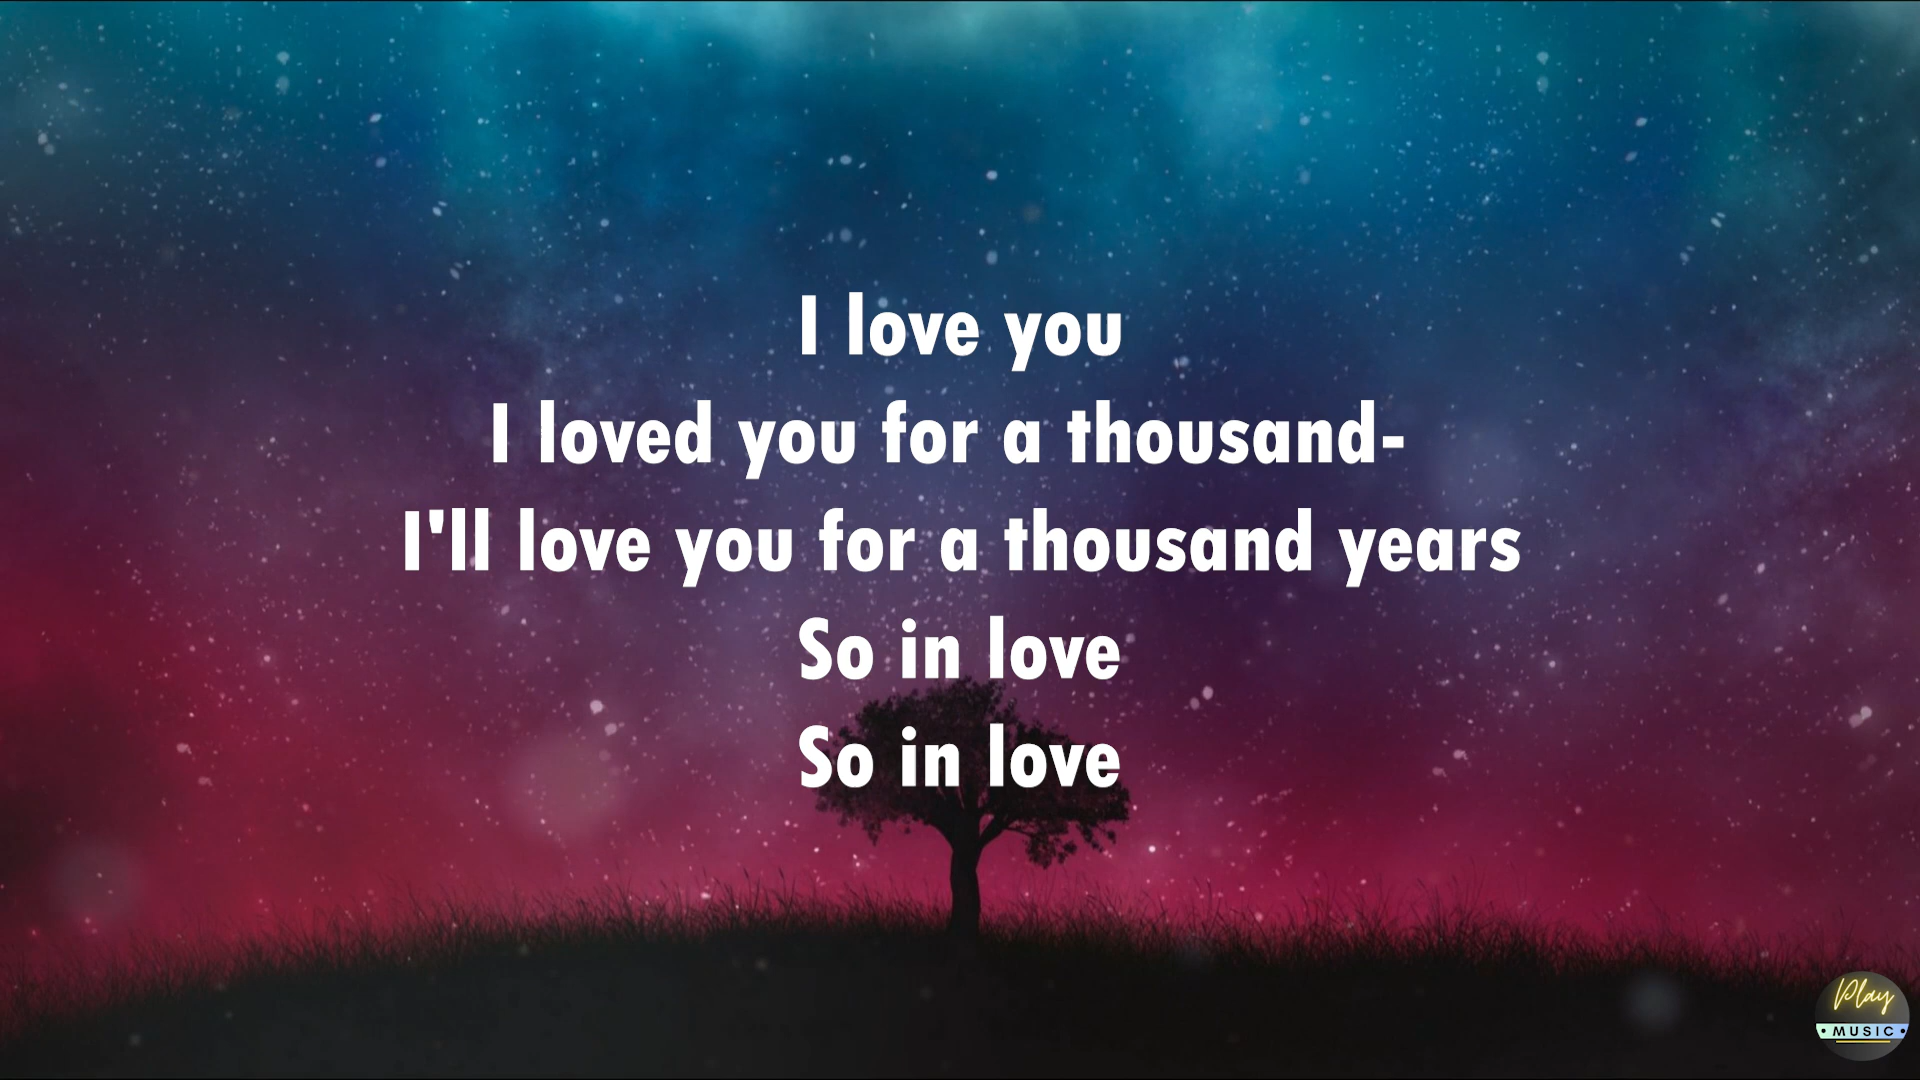 I love you
I loved you for a thousand-
I'll love you for a thousand years
So in love
So in love
Play
• MUSIC •